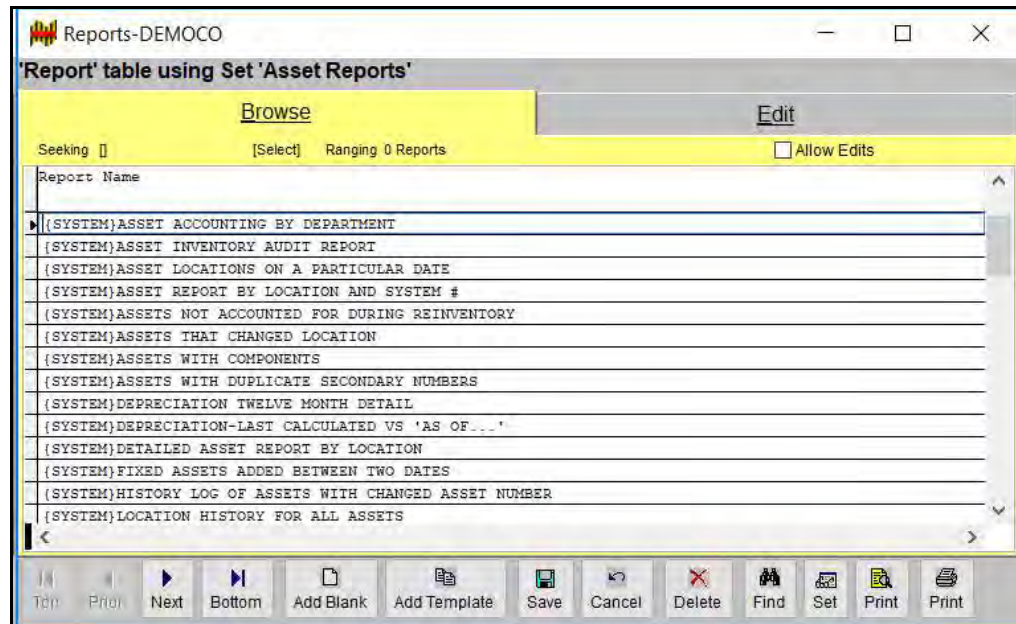 Reports-DEMOCO
'Report' table using Set 'Asset Reports'
Browse Edit
Seeking [] [Select] Ranging 0 Reports Allow Edits
Report Name
{SYSTEM}ASSET ACCOUNTING BY DEPARTMENT
{SYSTEM}ASSET INVENTORY AUDIT REPORT
{SYSTEM}ASSET LOCATIONS ON A PARTICULAR DATE
{SYSTEM}ASSET REPORT BY LOCATION AND SYSTEM #
{SYSTEM}ASSETS NOT ACCOUNTED FOR DURING REINVENTORY
{SYSTEM}ASSETS THAT CHANGED LOCATION
{SYSTEM}ASSETS WITH COMPONENTS
{SYSTEM}ASSETS WITH DUPLICATE SECONDARY NUMBERS
{SYSTEM}DEPRECIATION TWELVE MONTH DETAIL
{SYSTEM}DEPRECIATION-LAST CALCULATED VS 'AS OF...'
{SYSTEM}DETAILED ASSET REPORT BY LOCATION
{SYSTEM}FIXED ASSETS ADDED BETWEEN TWO DATES
{SYSTEM}HISTORY LOG OF ASSETS WITH CHANGED ASSET NUMBER
{SYSTEM}LOCATION HISTORY FOR ALL ASSETS
Top Prior Next Bottom Add Blank Add Template Save Cancel Delete Find Set Print Print